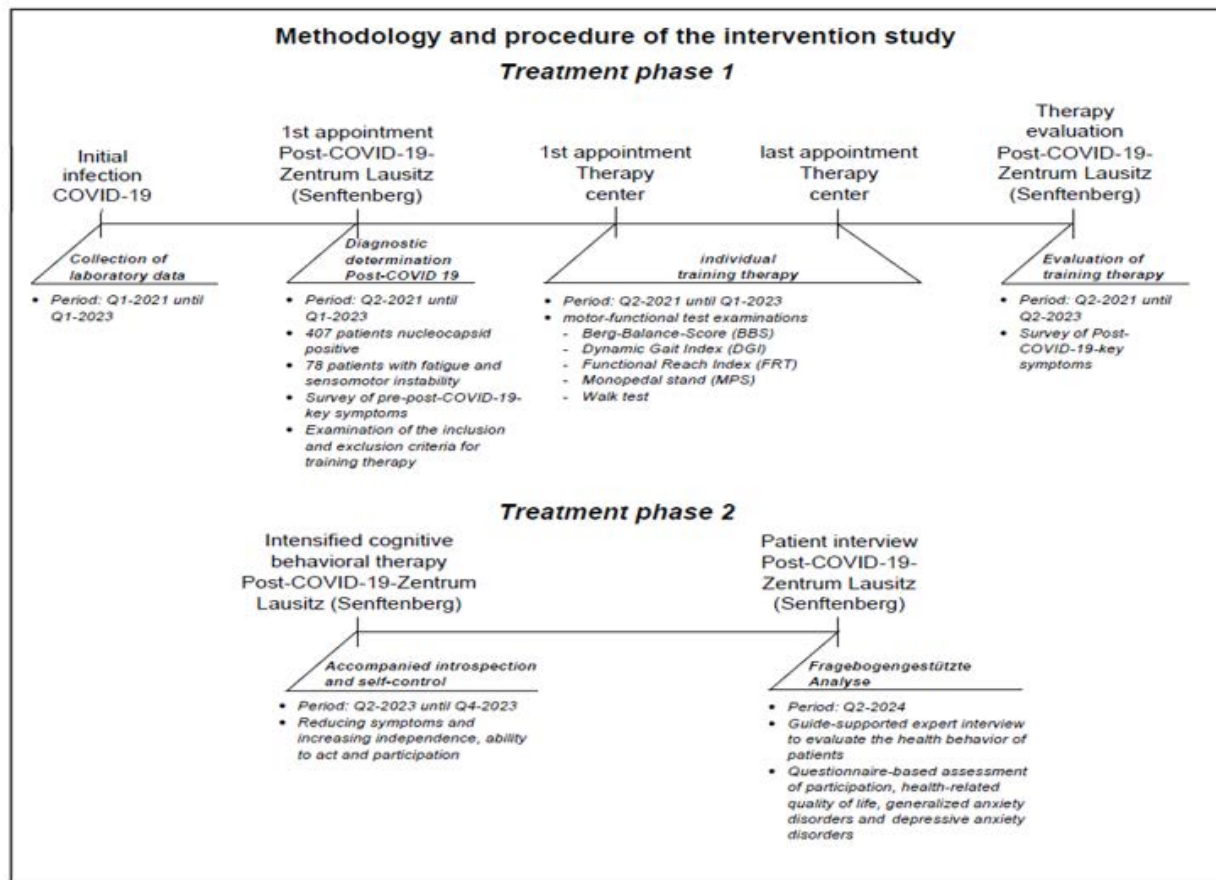 Methodology and procedure of the intervention study
Treatment phase 1
Initial
infection
COVID-19
1st appointment
Post-COVID-19-
Zentrum Lausitz
(Senftenberg)
1st appointment
Therapy
center
last appointment
Therapy
center
Therapy
evaluation
Post-COVID-19-
Zentrum Lausitz
(Senftenberg)
Collection of
laboratory data
• Period: Q1-2021 until
Q1-2023
Diagnostic
determination
Post-COVID 19
• Period: Q2-2021 until
Q1-2023
• 407 patients nucleocapsid
positive
• 78 patients with fatigue and
sensomotor instability
• Survey of pre-post-COVID-19-
key symptoms
• Examination of the inclusion
and exclusion criteria for
training therapy
individual
training therapy
• Period: Q2-2021 until Q1-2023
• motor-functional test examinations
- Berg-Balance-Score (BBS)
- Dynamic Gait Index (DGI)
- Functional Reach Index (FRT)
- Monopedal stand (MPS)
- Walk test
Evaluation of
training therapy
• Period: Q2-2021 until
Q2-2023
• Survey of Post-
COVID-19-key
symptoms
Treatment phase 2
Intensified cognitive
behavioral therapy
Post-COVID-19-Zentrum
Lausitz (Senftenberg)
Patient interview
Post-COVID-19-
Zentrum Lausitz
(Senftenberg)
Accompanied introspection
and self-control
• Period: Q2-2023 until Q4-2023
• Reducing symptoms and
increasing independence, ability
to act and participation
Fragebogengestützte
Analyse
• Period: Q2-2024
• Guide-supported expert interview
to evaluate the health behavior of
patients
• Questionnaire-based assessment
of participation, health-related
quality of life, generalized anxiety
disorders and depressive anxiety
disorders